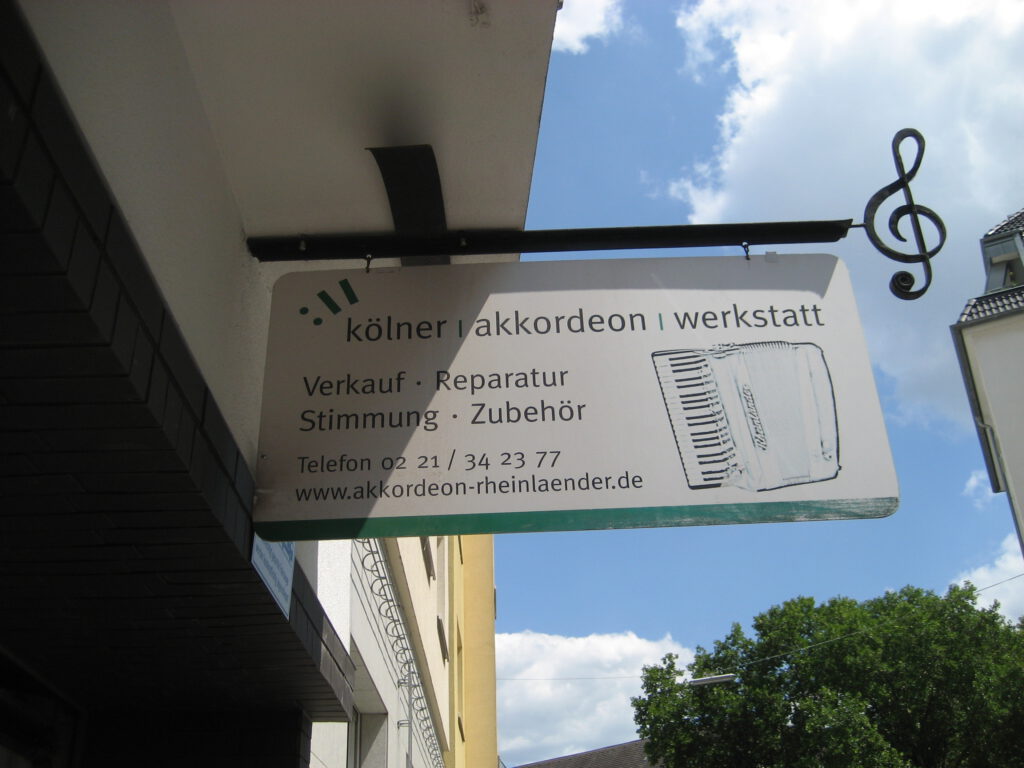 kölner | akkordeon | werkstatt
Verkauf · Reparatur
Stimmung · Zubehör
Telefon 02 21 / 34 23 77
www.akkordeon-rheinlaender.de